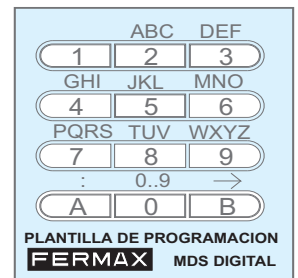 ABC DEF
1 2 3
GHI JKL MNO
4 5 6
PQRS TUV WXYZ
7 8 9
: 0..9 →
A 0 B
PLANTILLA DE PROGRAMACION
FERMAX MDS DIGITAL